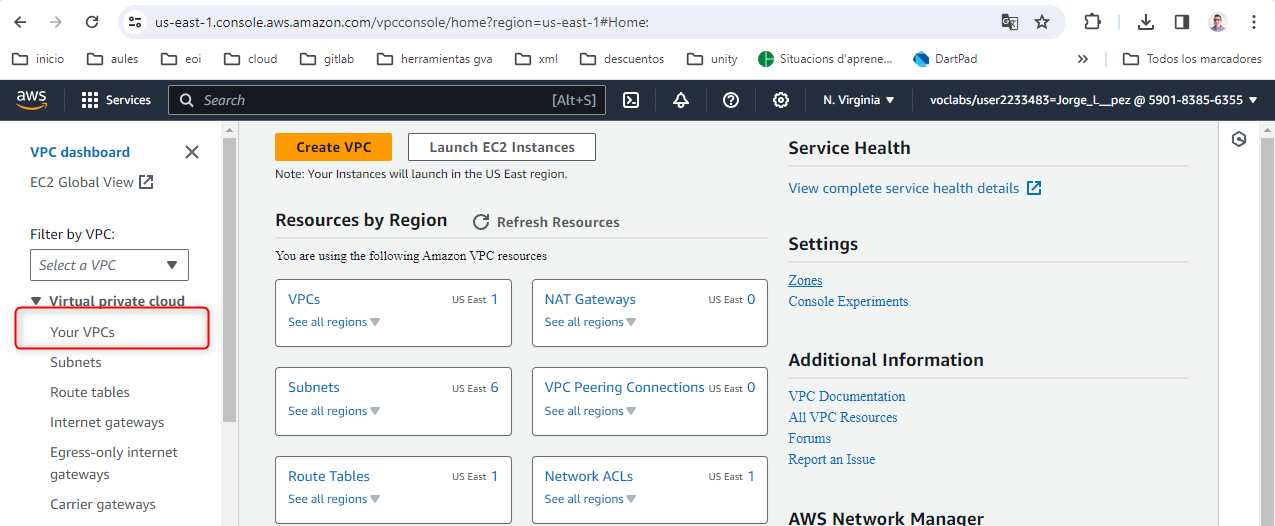 us-east-1.console.aws.amazon.com/vpcconsole/home?region=us-east-1#Home:
inicio aules eoi cloud gitlab herramientas gva xml descuentos unity Situacions d'aprene... DartPad » Todos los marcadores
aws Services Search [Alt+S] N. Virginia voclabs/user2233483=Jorge_L__pez @ 5901-8385-6355
VPC dashboard
EC2 Global View
Filter by VPC:
Select a VPC
Virtual private cloud
Your VPCs
Subnets
Route tables
Internet gateways
Egress-only internet
gateways
Carrier gateways
Create VPC Launch EC2 Instances
Note: Your Instances will launch in the US East region.
Resources by Region Refresh Resources
You are using the following Amazon VPC resources
VPCs US East 1
See all regions
NAT Gateways US East 0
See all regions
Subnets US East 6
See all regions
VPC Peering Connections US East 0
See all regions
Route Tables US East 1
See all regions
Network ACLs US East 1
See all regions
Service Health
View complete service health details
Settings
Zones
Console Experiments
Additional Information
VPC Documentation
All VPC Resources
Forums
Report an Issue
AWS Network Manager